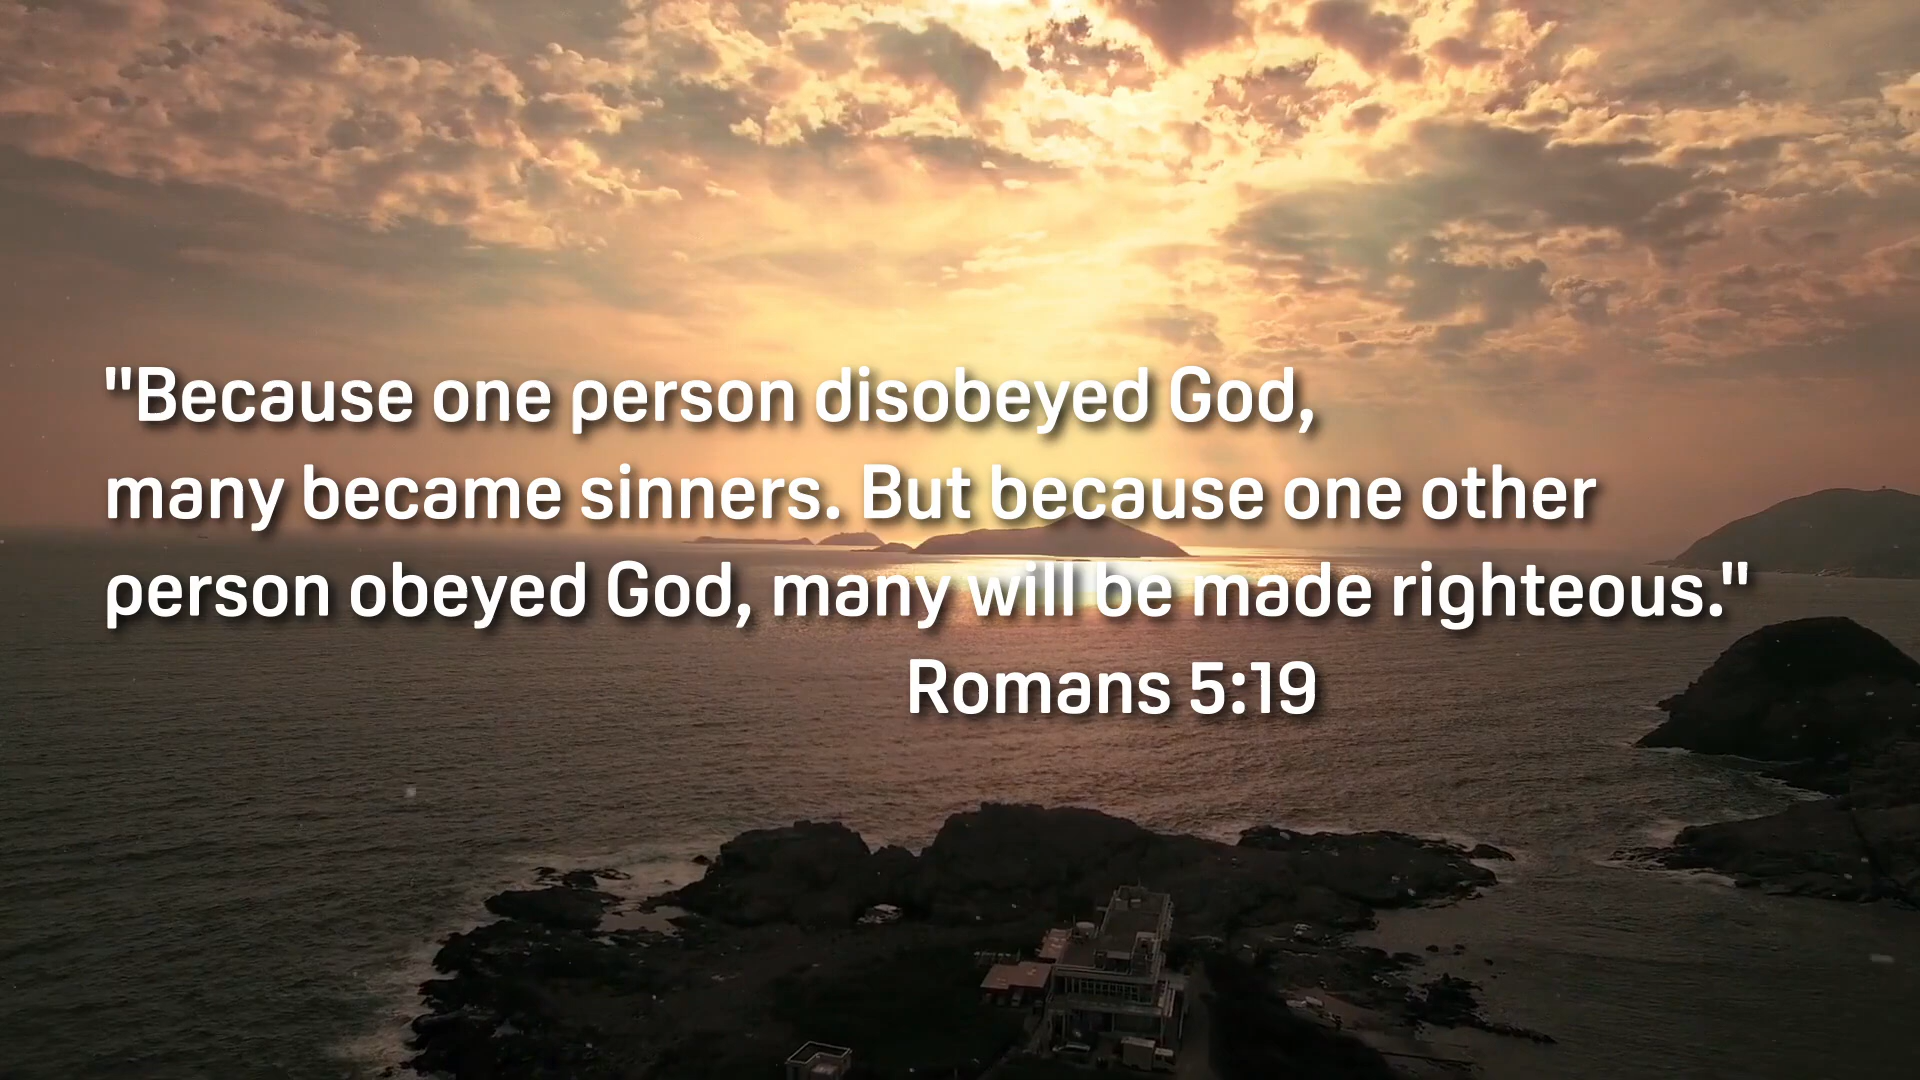 "Because one person disobeyed God,
many became sinners. But because one other
person obeyed God, many will be made righteous."
Romans 5:19